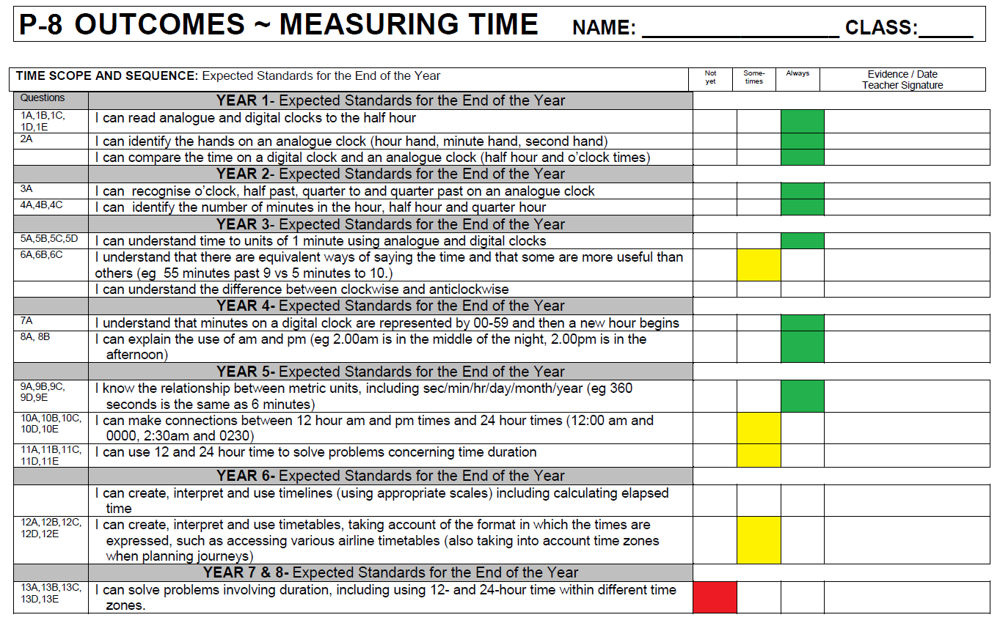 P-8 OUTCOMES ~ MEASURING TIME NAME: __________________ CLASS:_____
TIME SCOPE AND SEQUENCE: Expected Standards for the End of the Year
Not
yet
Some-
times
Always
Evidence / Date
Teacher Signature
Questions
YEAR 1- Expected Standards for the End of the Year
1A,1B,1C,
1D,1E
I can read analogue and digital clocks to the half hour
2A
I can identify the hands on an analogue clock (hour hand, minute hand, second hand)
I can compare the time on a digital clock and an analogue clock (half hour and o’clock times)
YEAR 2- Expected Standards for the End of the Year
3A
I can recognise o’clock, half past, quarter to and quarter past on an analogue clock
4A,4B,4C
I can identify the number of minutes in the hour, half hour and quarter hour
YEAR 3- Expected Standards for the End of the Year
5A,5B,5C,5D
I can understand time to units of 1 minute using analogue and digital clocks
6A,6B,6C
I understand that there are equivalent ways of saying the time and that some are more useful than
others (eg 55 minutes past 9 vs 5 minutes to 10.)
I can understand the difference between clockwise and anticlockwise
YEAR 4- Expected Standards for the End of the Year
7A
I understand that minutes on a digital clock are represented by 00-59 and then a new hour begins
8A, 8B
I can explain the use of am and pm (eg 2.00am is in the middle of the night, 2.00pm is in the
afternoon)
YEAR 5- Expected Standards for the End of the Year
9A,9B,9C,
9D,9E
I know the relationship between metric units, including sec/min/hr/day/month/year (eg 360
seconds is the same as 6 minutes)
10A,10B,10C,
10D,10E
I can make connections between 12 hour am and pm times and 24 hour times (12:00 am and
0000, 2:30am and 0230)
11A,11B,11C,
11D,11E
I can use 12 and 24 hour time to solve problems concerning time duration
YEAR 6- Expected Standards for the End of the Year
I can create, interpret and use timelines (using appropriate scales) including calculating elapsed
time
12A,12B,12C,
12D,12E
I can create, interpret and use timetables, taking account of the format in which the times are
expressed, such as accessing various airline timetables (also taking into account time zones
when planning journeys)
YEAR 7 & 8- Expected Standards for the End of the Year
13A,13B,13C,
13D,13E
I can solve problems involving duration, including using 12- and 24-hour time within different time
zones.